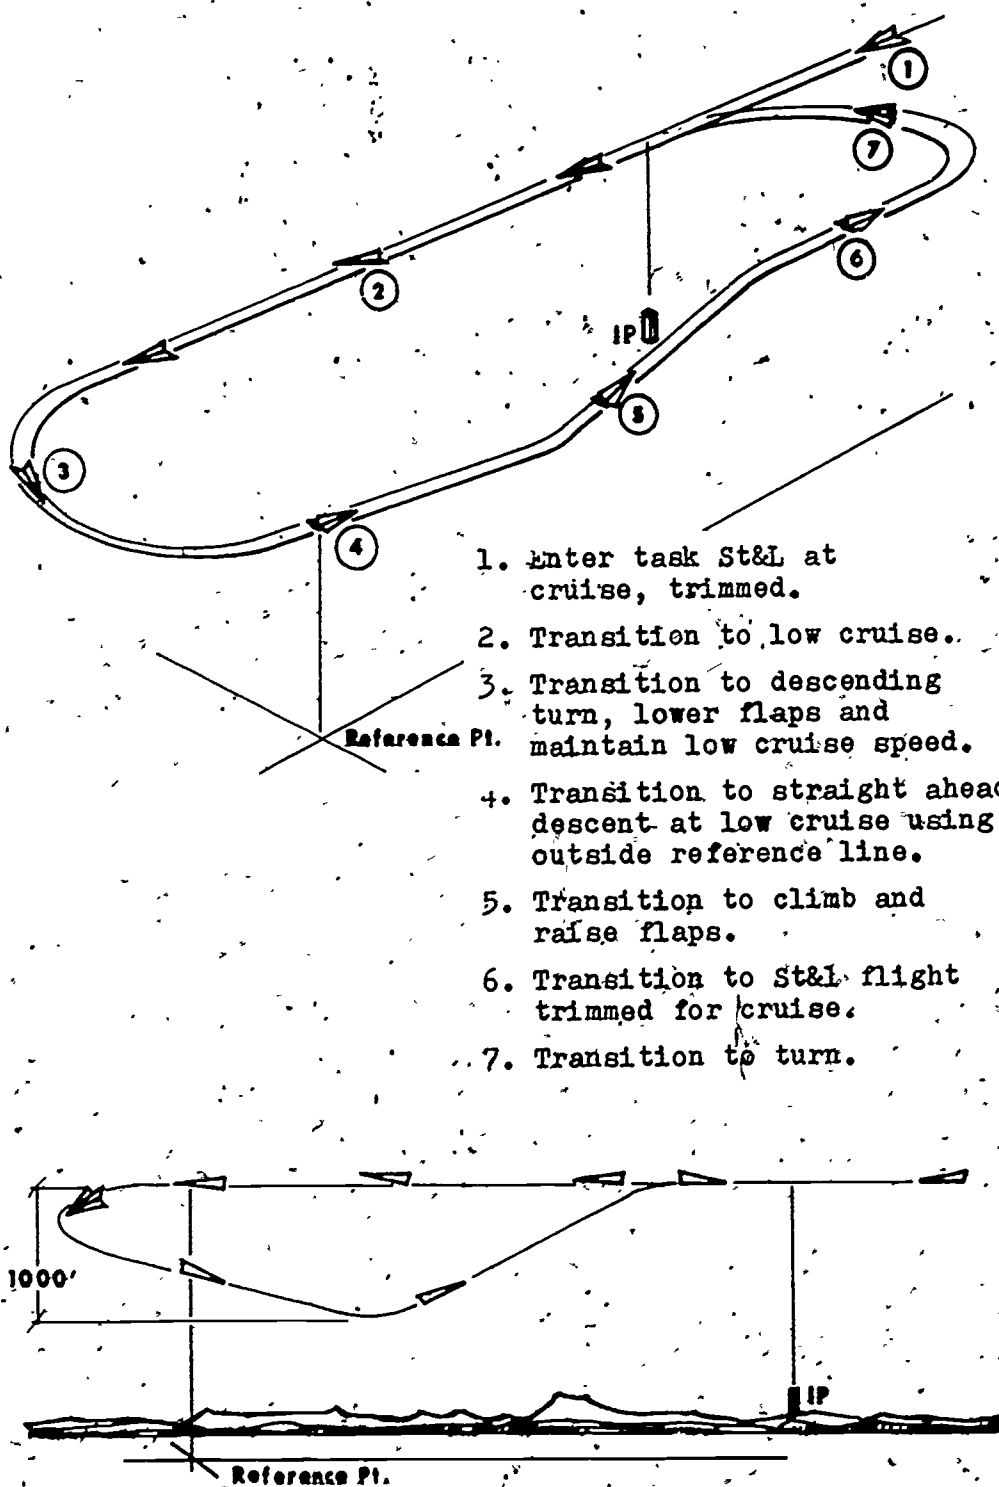 1
7
6
2
IP
5
3
4
1. Enter task St&L at
cruise, trimmed.
2. Transition to low cruise.
3. Transition to descending
turn, lower flaps and
maintain low cruise speed.
Reference Pt.
4. Transition to straight ahead
descent at low cruise using
outside reference line.
5. Transition to climb and
raise flaps.
6. Transition to St&L flight
trimmed for cruise.
7. Transition to turn.
1000'
IP
Reference Pt.